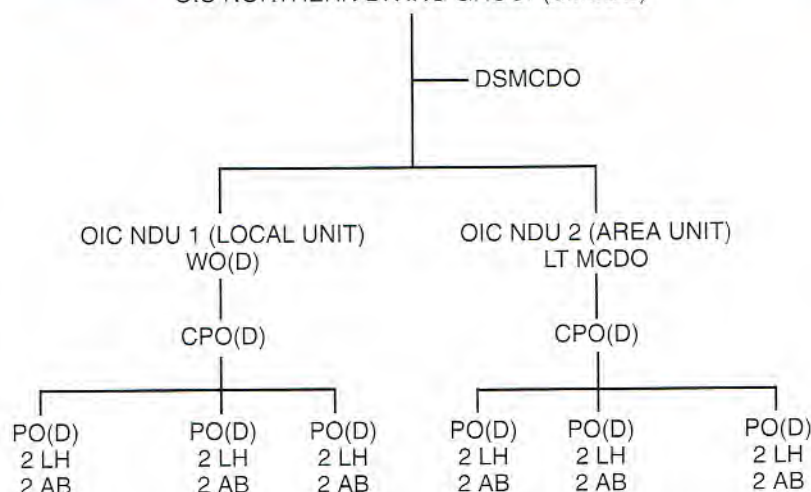 DSMCDO
OIC NDU 1 (LOCAL UNIT)
WO(D)
OIC NDU 2 (AREA UNIT)
LT MCDO
CPO(D)
CPO(D)
PO(D)
2 LH
2 AB
PO(D)
2 LH
2 AB
PO(D)
2 LH
2 AB
PO(D)
2 LH
2 AB
PO(D)
2 LH
2 AB
PO(D)
2 LH
2 AB